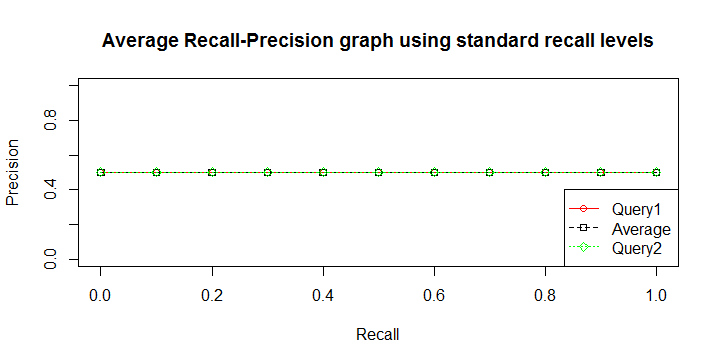 Average Recall-Precision graph using standard recall levels
Precision
0.8
0.4
0.0
Query1
Average
Query2
0.0 0.2 0.4 0.6 0.8 1.0
Recall